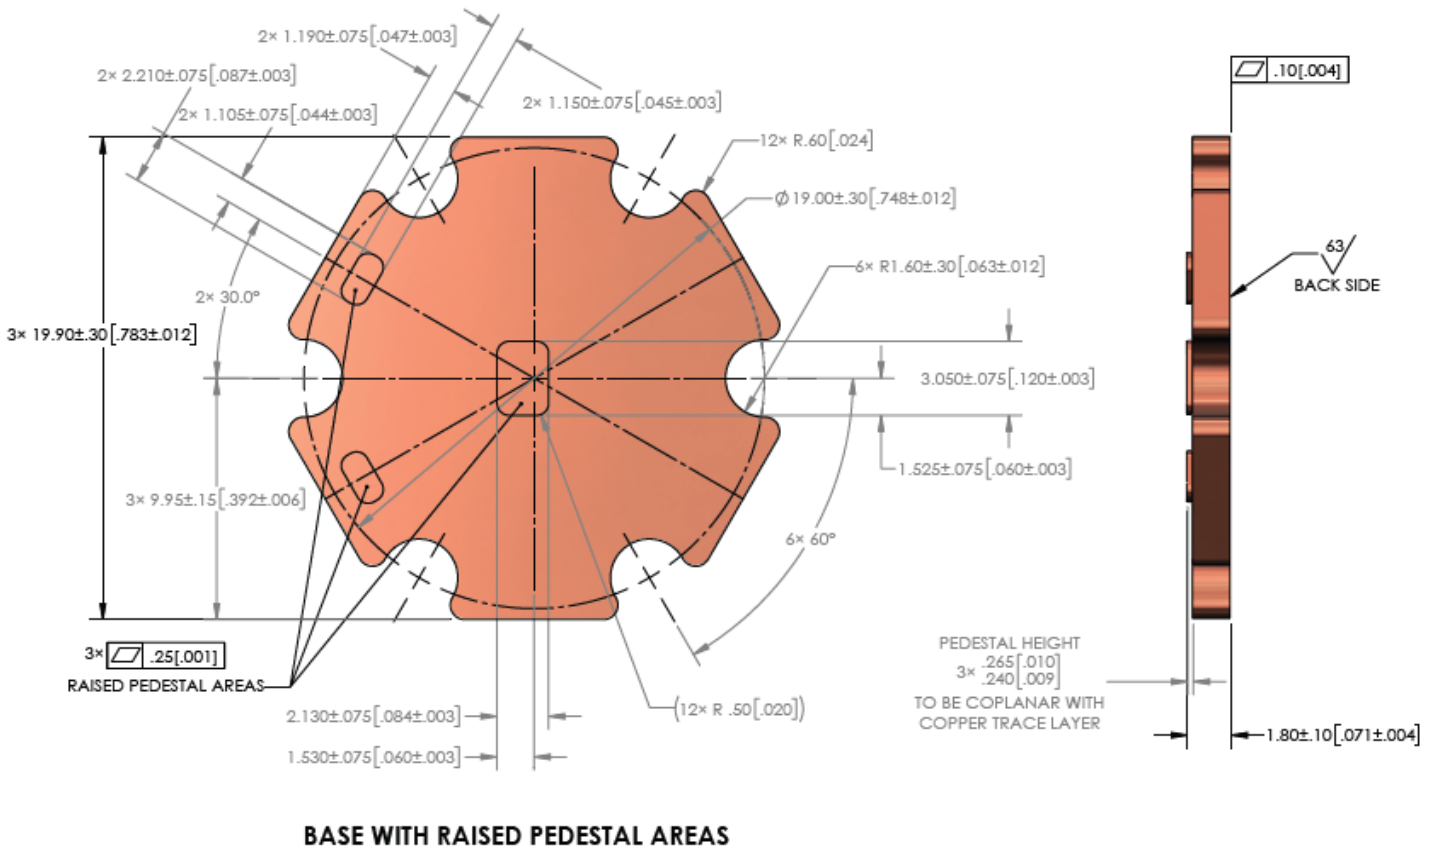 2× 1.190±.075[.047±.003]
2× 2.210±.075[.087±.003]
2× 1.105±.075[.044±.003]
2× 1.150±.075[.045±.003]
.10[.004]
12× R.60[.024]
Ø19.00±.30[.748±.012]
63
BACK SIDE
6× R1.60±.30[.063±.012]
2× 30.0°
3× 19.90±.30[.783±.012]
3.050±.075[.120±.003]
1.525±.075[.060±.003]
3× 9.95±.15[.392±.006]
6× 60°
3× .25[.001]
RAISED PEDESTAL AREAS
PEDESTAL HEIGHT
3× .265[.010]
.240[.009]
TO BE COPLANAR WITH
COPPER TRACE LAYER
2.130±.075[.084±.003]
(12× R .50[.020])
1.80±.10[.071±.004]
1.530±.075[.060±.003]
BASE WITH RAISED PEDESTAL AREAS